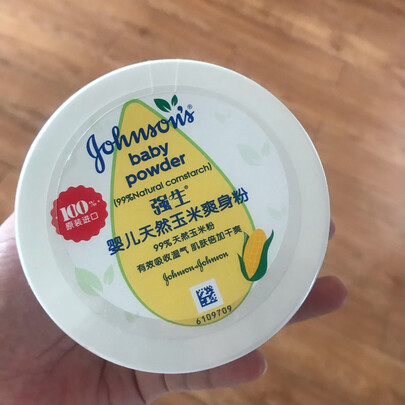 Johnson's®
baby
powder
(99%Natural cornstarch)
强生®
婴儿天然玉米爽身粉
99%天然玉米粉
有效吸收湿气 肌肤倍加干爽
Johnson & Johnson
100%
原装进口
6109709